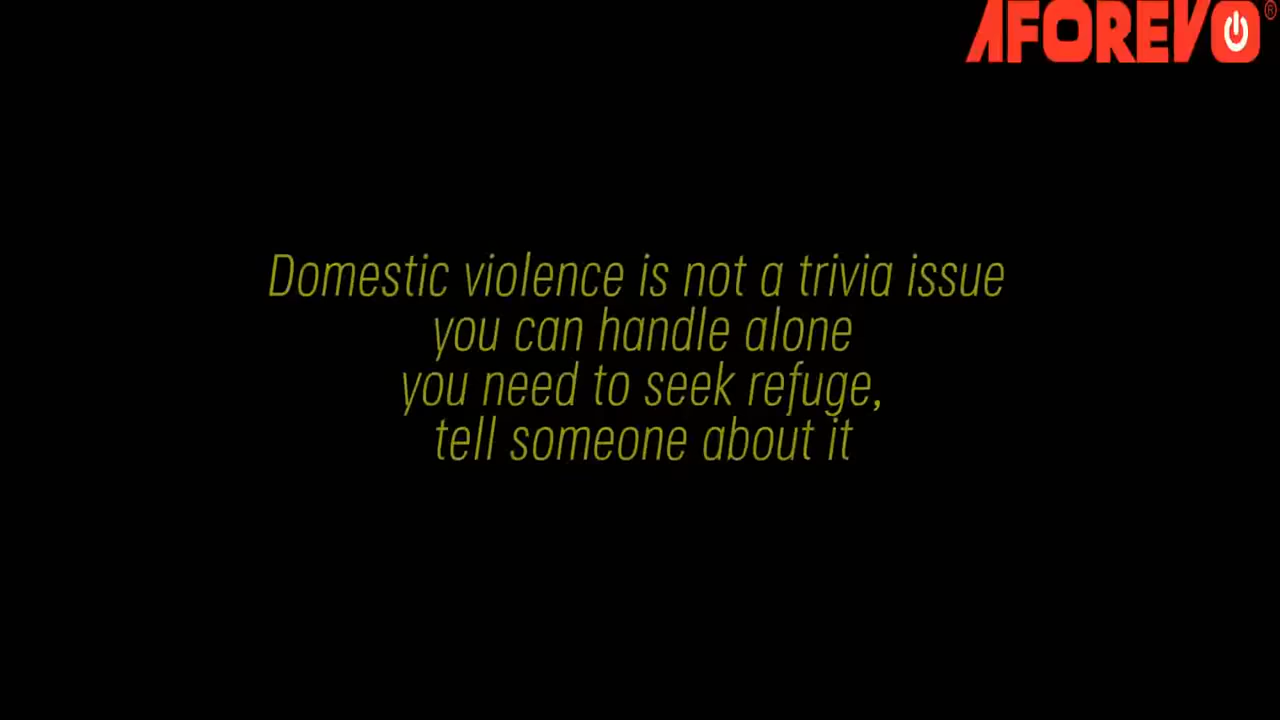 AFOREVO®
Domestic violence is not a trivia issue
you can handle alone
you need to seek refuge,
tell someone about it